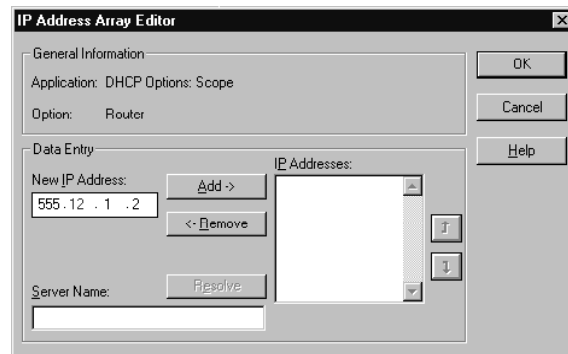 IP Address Array Editor
General Information
Application: DHCP Options: Scope
Option: Router
OK
Cancel
Help
Data Entry
New IP Address:
555.12 .1 .2
Add ->
<- Remove
IP Addresses:
Server Name:
Resolve